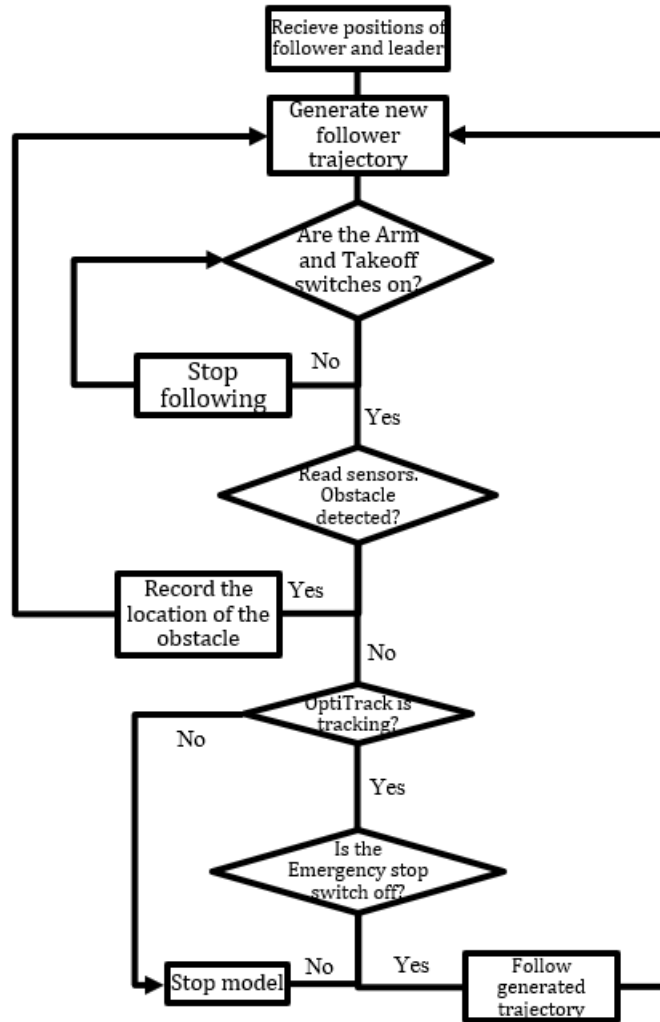 Recieve positions of
follower and leader
Generate new
follower
trajectory
Are the Arm
and Takeoff
switches on?
No
Stop
following
Yes
Read sensors.
Obstacle
detected?
Yes
Record the
location of the
obstacle
No
OptiTrack is
tracking?
No
Yes
Is the
Emergency stop
switch off?
No
Stop model
Yes
Follow
generated
trajectory